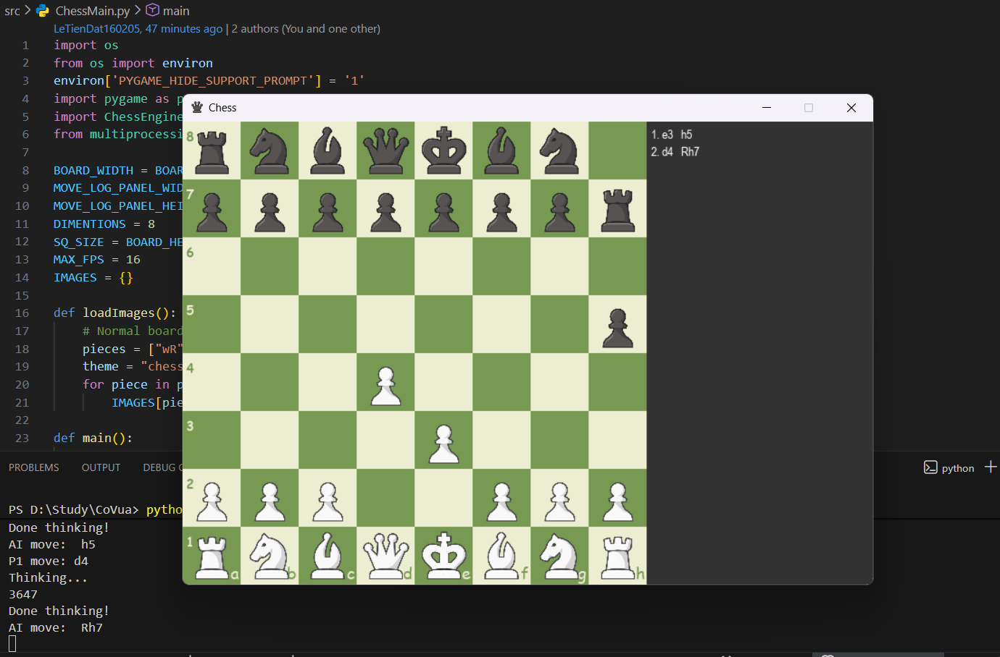 src > ChessMain.py > main
LeTienDat160205, 47 minutes ago | 2 authors (You and one other)
1 import os
2 from os import environ
3 environ['PYGAME_HIDE_SUPPORT_PROMPT'] = '1'
4 import pygame as p
5 import ChessEngine
6 from multiprocessi
7
8 BOARD_WIDTH = BOAR
9 MOVE_LOG_PANEL_WID
10 MOVE_LOG_PANEL_HEI
11 DIMENTIONS = 8
12 SQ_SIZE = BOARD_HE
13 MAX_FPS = 16
14 IMAGES = {}
15
16 def loadImages():
17 # Normal board
18 pieces = ["wR"
19 theme = "chess
20 for piece in p
21 IMAGES[pie
22
23 def main():
Chess
8
7
6
5
4
3
2
1
a b c d e f g h
1. e3 h5
2. d4 Rh7
PROBLEMS OUTPUT DEBUG C
python
PS D:\Study\CoVua> pytho
Done thinking!
AI move: h5
P1 move: d4
Thinking...
3647
Done thinking!
AI move: Rh7